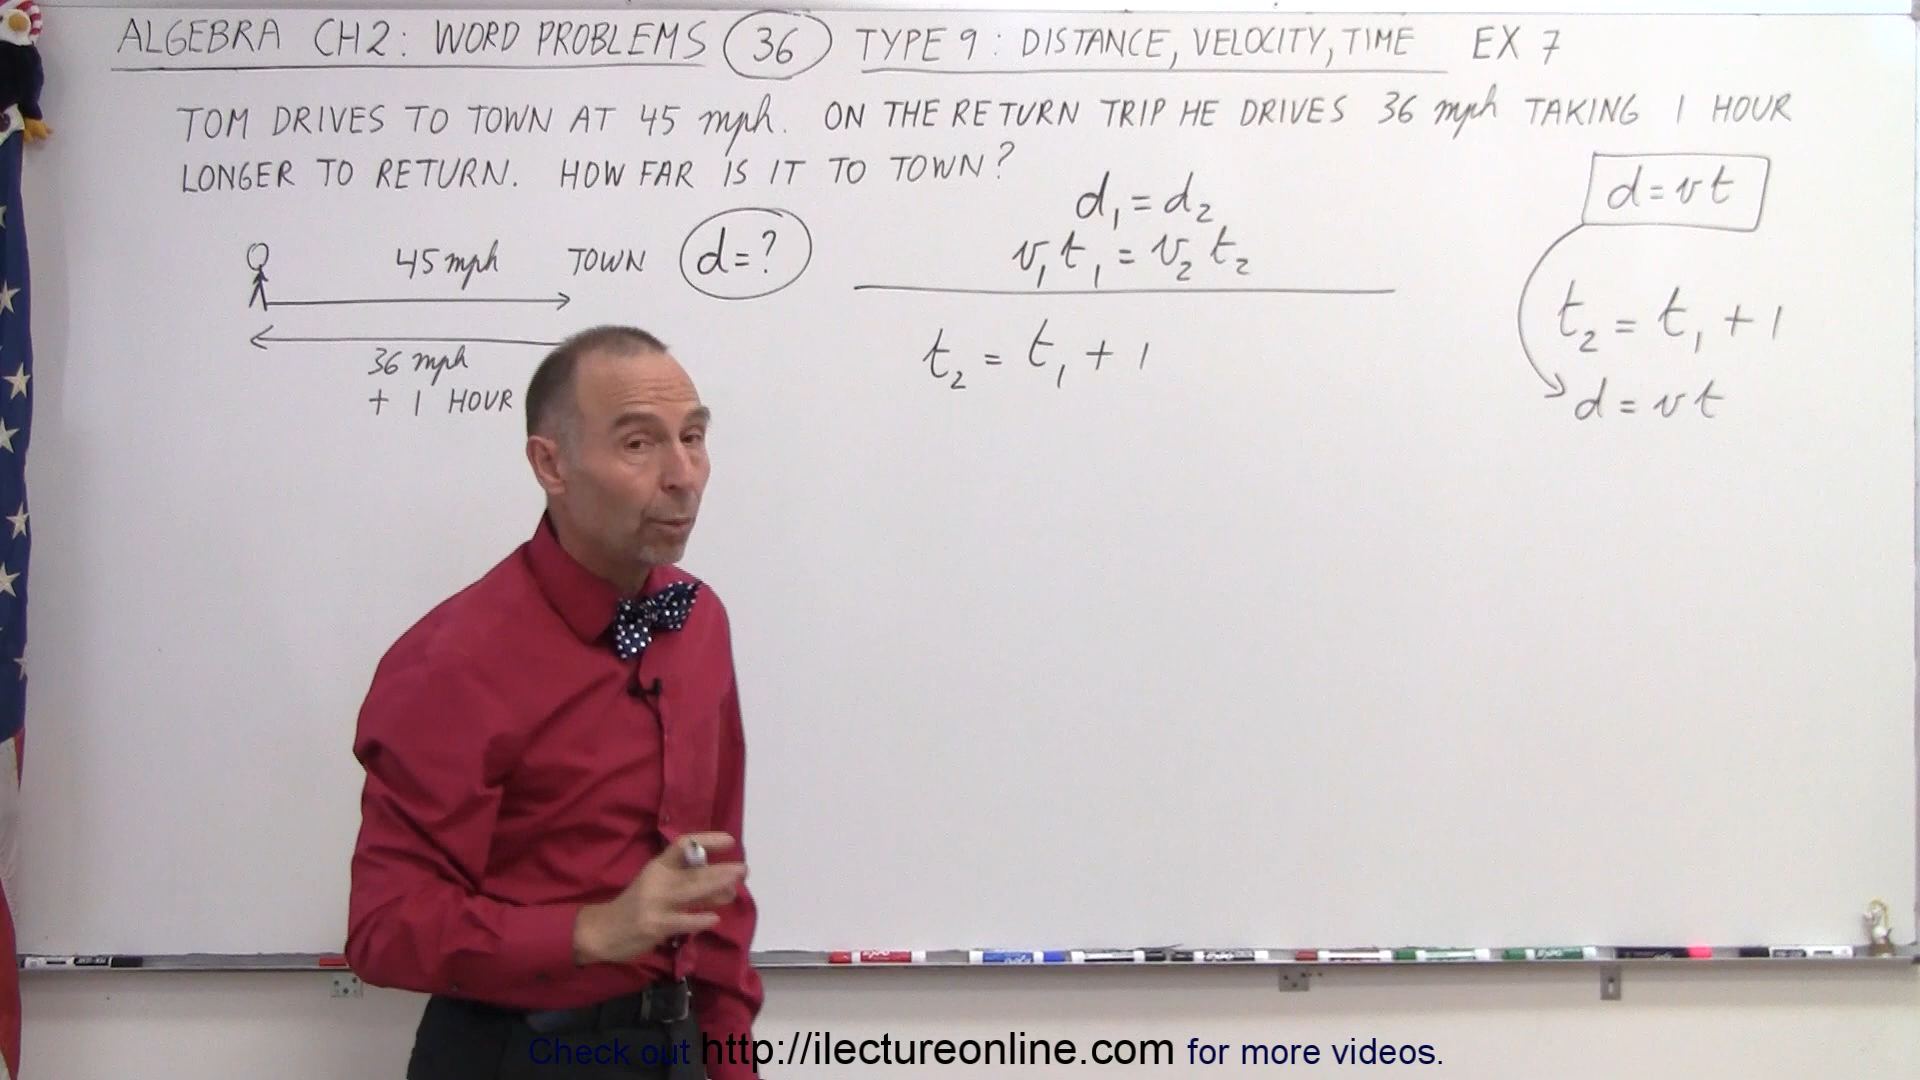 ALGEBRA CH2: WORD PROBLEMS 36 TYPE 9: DISTANCE, VELOCITY, TIME EX 7
TOM DRIVES TO TOWN AT 45 mph. ON THE RETURN TRIP HE DRIVES 36 mph TAKING 1 HOUR
LONGER TO RETURN. HOW FAR IS IT TO TOWN?
45 mph TOWN
d=?
36 mph
+ 1 HOUR
d₁ = d₂
v₁t₁ = v₂t₂
t₂ = t₁ + 1
d=vt
t₂ = t₁ + 1
d = vt
Check out http://ilectureonline.com for more videos.